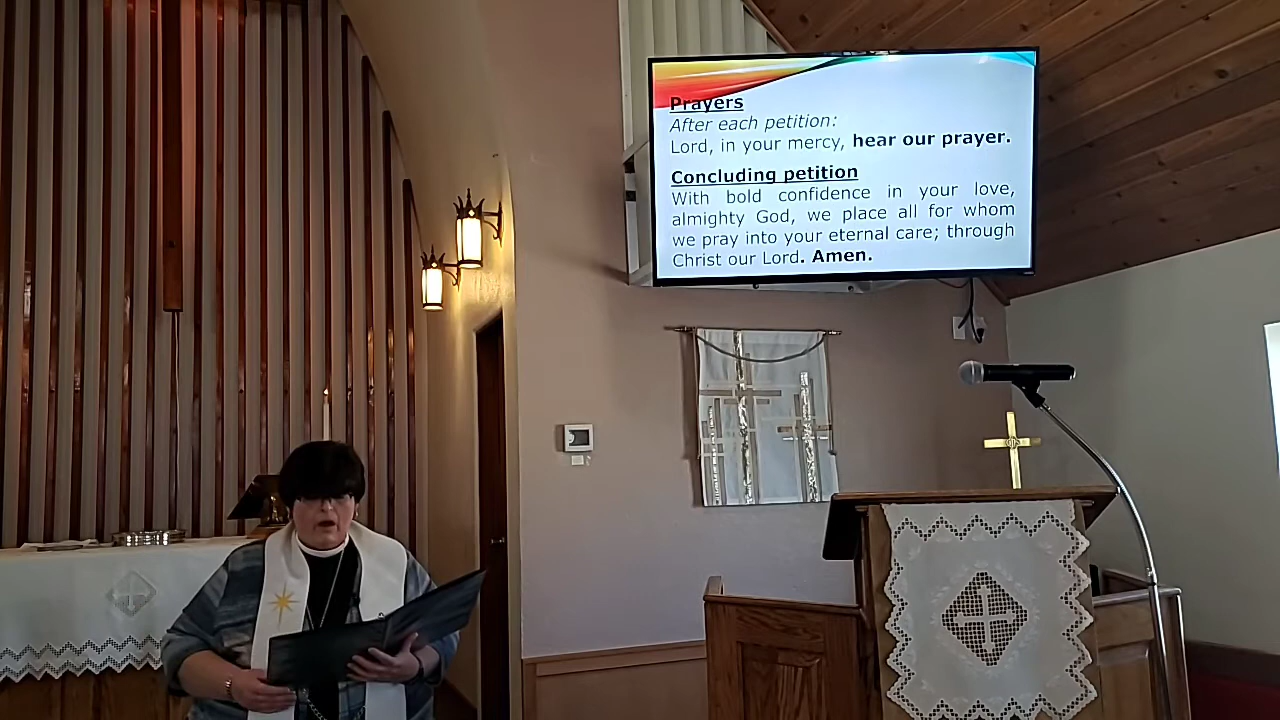 Prayers
After each petition:
Lord, in your mercy, hear our prayer.
Concluding petition
With bold confidence in your love,
almighty God, we place all for whom
we pray into your eternal care; through
Christ our Lord. Amen.